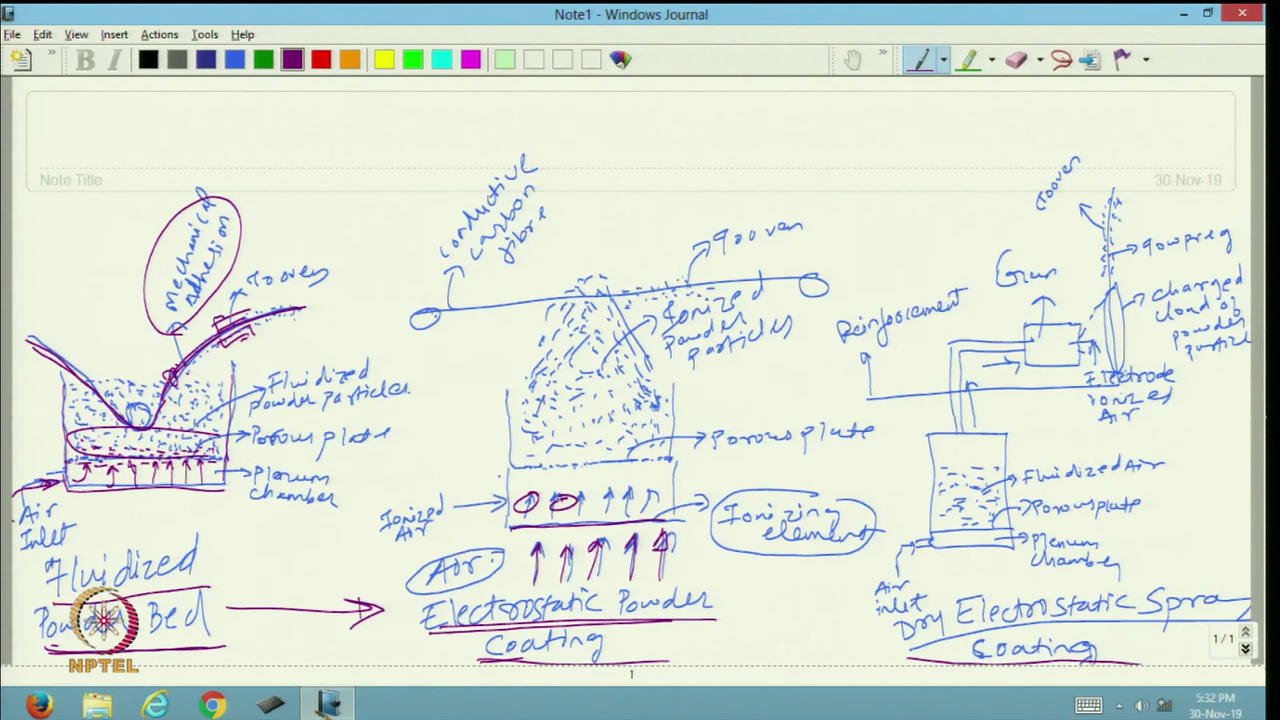 Note1 - Windows Journal
File Edit View Insert Actions Tools Help
B I
Note Title
30-Nov-19
mechanical
adhesion
To oven
Fluidized
powder particles
Porous plate
Plenum
chamber
Air
Inlet
Fluidized
Powder Bed
NPTEL
conductive
carbon
fibre
To oven
Ionized
powder
particles
Porous plate
Ionized
Air
Ionizing
element
Air
Electrostatic Powder
Coating
To oven
Towpreg
Gun
charged
cloud of
powder
particle
Reinforcement
Electrode
ionized
Air
Fluidized Air
Porous plate
Plenum
chamber
Air
inlet
Dry Electrostatic Spray
Coating
1/1
1
5:32 PM
30-Nov-19